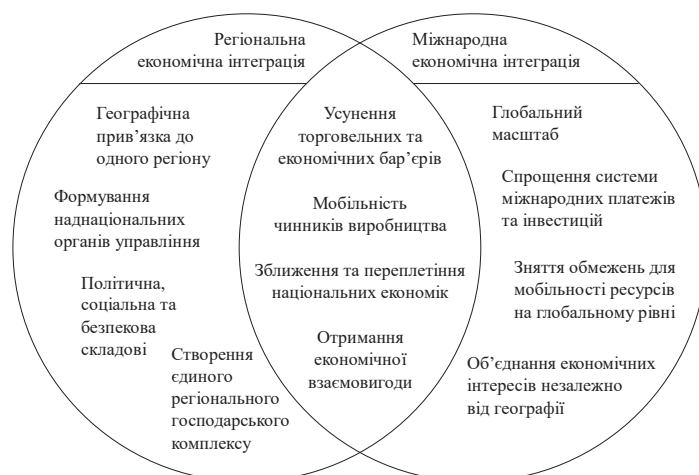 Регіональна
економічна інтеграція
Міжнародна
економічна інтеграція
Географічна
прив’язка до
одного регіону
Формування
наднаціональних
органів управління
Політична,
соціальна та
безпекова
складові
Створення
єдиного
регіонального
господарського
комплексу
Усунення
торговельних та
економічних бар’єрів
Мобільність
чинників виробництва
Зближення та переплетіння
національних економік
Отримання
економічної
взаємовигоди
Глобальний
масштаб
Спрощення системи
міжнародних платежів
та інвестицій
Зняття обмежень для
мобільності ресурсів
на глобальному рівні
Об’єднання економічних
інтересів незалежно
від географії